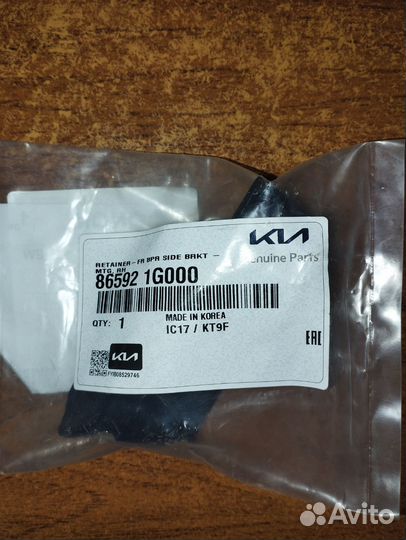 KIA
Genuine Parts
RETAINER-FR BPR SIDE BRKT -
MTG, RH
86592 1G000
QTY: 1
MADE IN KOREA
IC17 / KT9F
KIA
FYB08529746
EAC
Avito